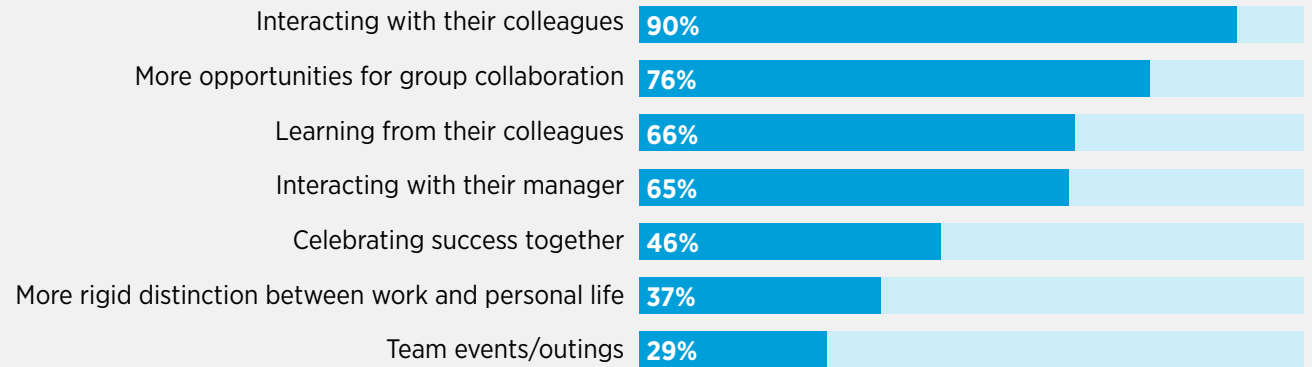 Interacting with their colleagues 90%
More opportunities for group collaboration 76%
Learning from their colleagues 66%
Interacting with their manager 65%
Celebrating success together 46%
More rigid distinction between work and personal life 37%
Team events/outings 29%